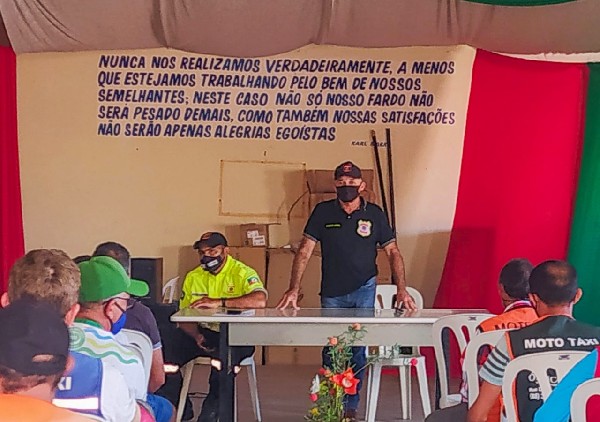 NUNCA NOS REALIZAMOS VERDADEIRAMENTE, A MENOS
QUE ESTEJAMOS TRABALHANDO PELO BEM DE NOSSOS
SEMELHANTES; NESTE CASO NÃO SÓ NOSSO FARDO NÃO
SERA PESADO DEMAIS, COMO TAMBÉM NOSSAS SATISFAÇÕES
NÃO SERÃO APENAS ALEGRIAS EGOÍSTAS
MOTO TAXI